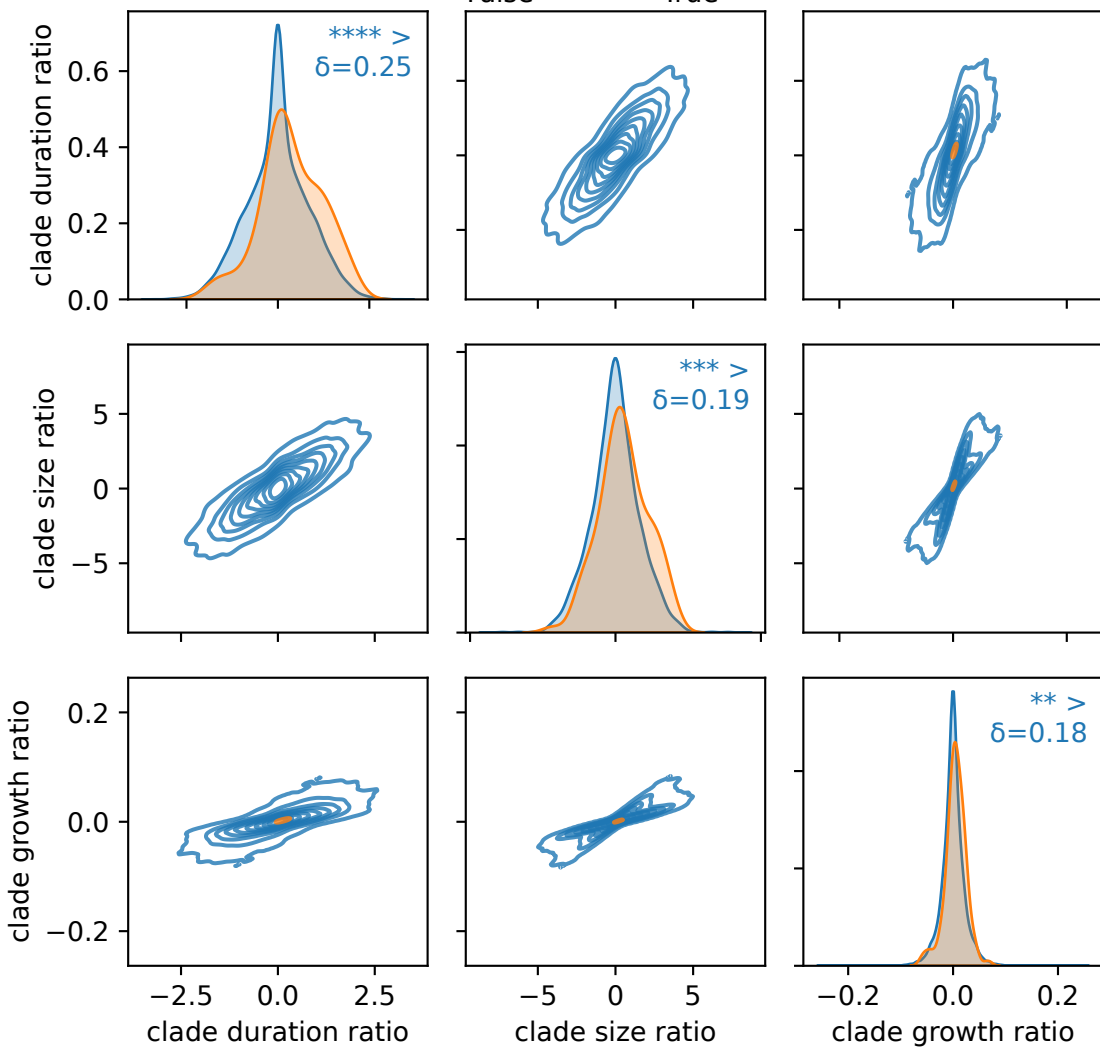 clade duration ratio
0.6
0.4
0.2
0.0
**** >
δ=0.25
clade size ratio
5
0
−5
*** >
δ=0.19
clade growth ratio
0.2
0.0
−0.2
** >
δ=0.18
−2.5 0.0 2.5
−5 0 5
−0.2 0.0 0.2
clade duration ratio
clade size ratio
clade growth ratio